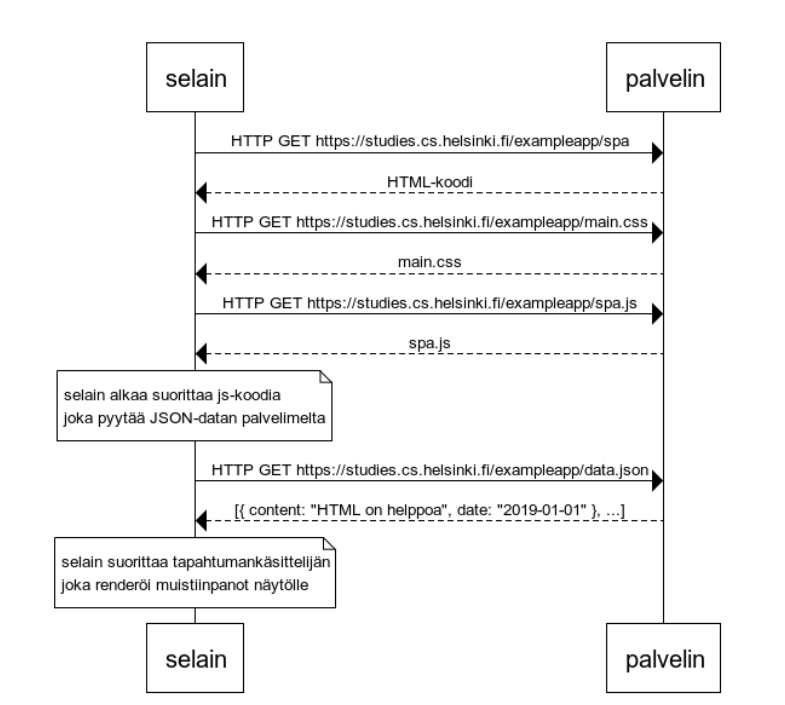 selain
palvelin
HTTP GET https://studies.cs.helsinki.fi/exampleapp/spa
HTML-koodi
HTTP GET https://studies.cs.helsinki.fi/exampleapp/main.css
main.css
HTTP GET https://studies.cs.helsinki.fi/exampleapp/spa.js
spa.js
selain alkaa suorittaa js-koodia
joka pyytää JSON-datan palvelimelta
HTTP GET https://studies.cs.helsinki.fi/exampleapp/data.json
[{ content: "HTML on helppoa", date: "2019-01-01" }, ...]
selain suorittaa tapahtumankäsittelijän
joka renderöi muistiinpanot näytölle
selain
palvelin